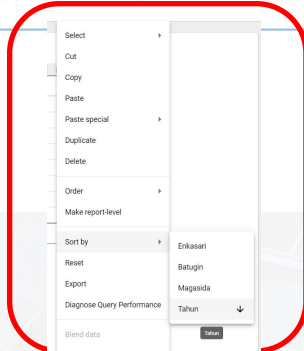 Select
Cut
Copy
Paste
Paste special
Duplicate
Delete
Order
Make report-level
Sort by
Enkasari
Reset
Batugin
Export
Magasida
Diagnose Query Performance
Tahun
Blend data
Tahun